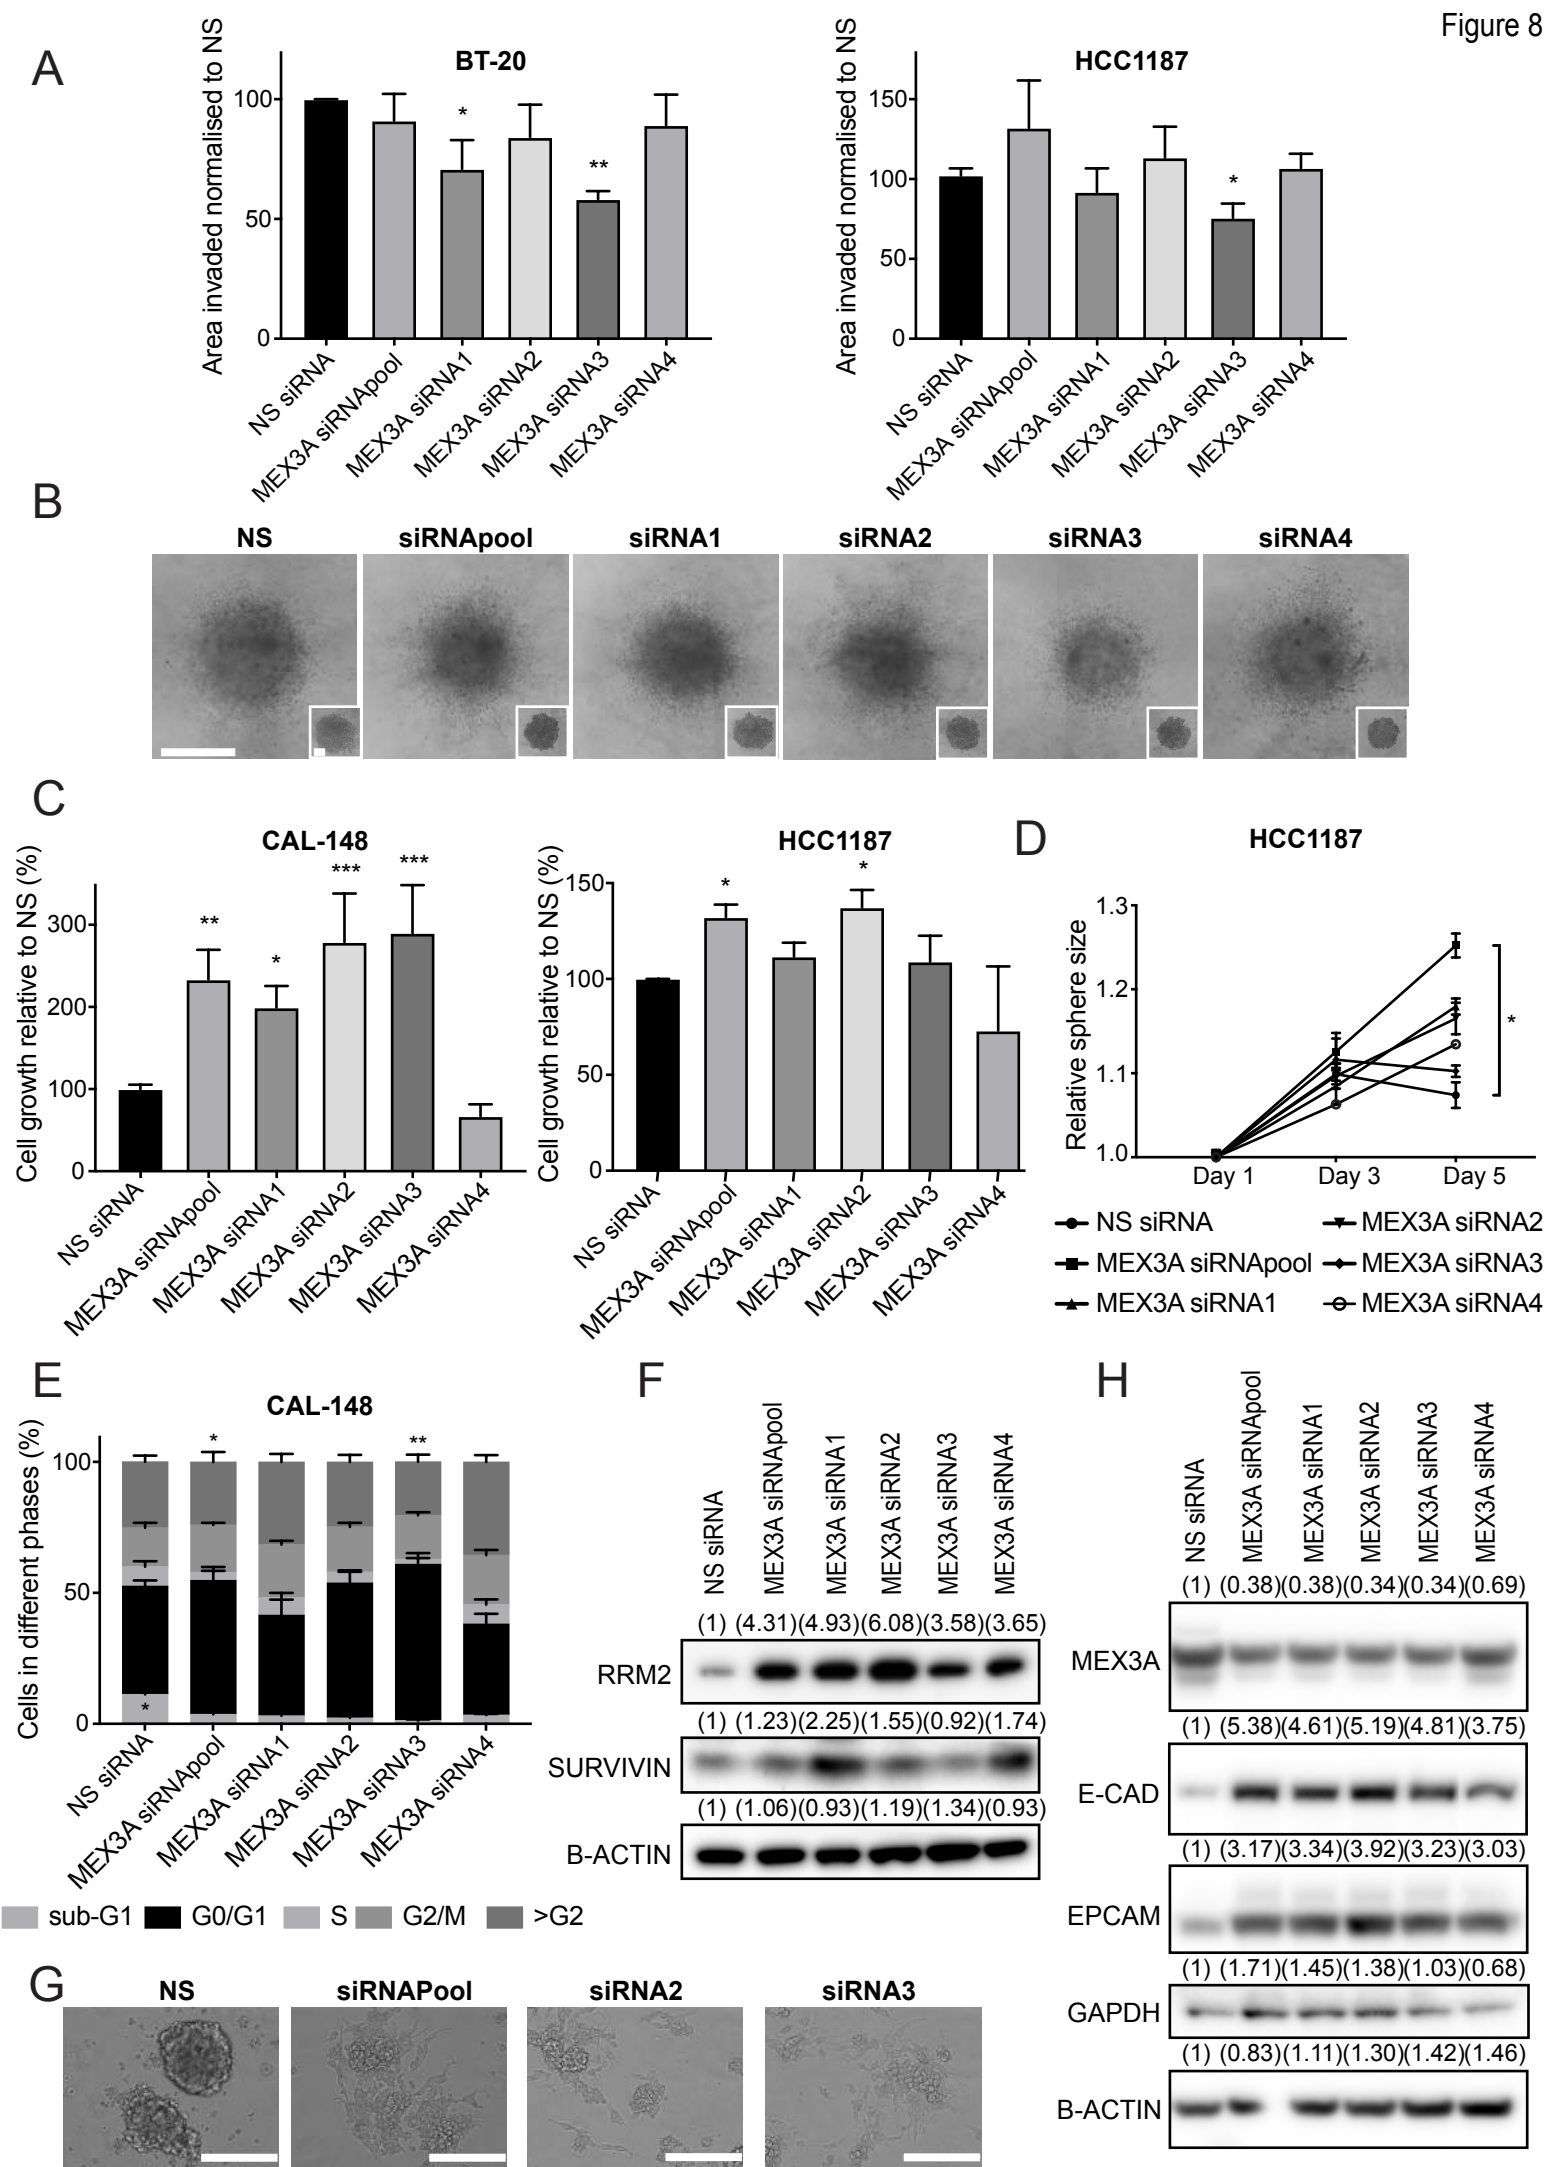 Figure 8
A
BT-20
Area invaded normalised to NS
100
50
0
*
**
NS siRNA
MEX3A siRNApool
MEX3A siRNA1
MEX3A siRNA2
MEX3A siRNA3
MEX3A siRNA4
HCC1187
Area invaded normalised to NS
150
100
50
0
*
NS siRNA
MEX3A siRNApool
MEX3A siRNA1
MEX3A siRNA2
MEX3A siRNA3
MEX3A siRNA4
B
NS siRNApool siRNA1 siRNA2 siRNA3 siRNA4
C
CAL-148
Cell growth relative to NS (%)
300
200
100
0
**
*
***
***
NS siRNA
MEX3A siRNApool
MEX3A siRNA1
MEX3A siRNA2
MEX3A siRNA3
MEX3A siRNA4
HCC1187
Cell growth relative to NS (%)
150
100
50
0
*
*
NS siRNA
MEX3A siRNApool
MEX3A siRNA1
MEX3A siRNA2
MEX3A siRNA3
MEX3A siRNA4
D
HCC1187
Relative sphere size
1.3
1.2
1.1
1.0
*
Day 1 Day 3 Day 5
NS siRNA
MEX3A siRNApool
MEX3A siRNA1
MEX3A siRNA2
MEX3A siRNA3
MEX3A siRNA4
E
CAL-148
Cells in different phases (%)
100
50
0
*
**
*
NS siRNA
MEX3A siRNApool
MEX3A siRNA1
MEX3A siRNA2
MEX3A siRNA3
MEX3A siRNA4
sub-G1 G0/G1 S G2/M >G2
F
NS siRNA
MEX3A siRNApool
MEX3A siRNA1
MEX3A siRNA2
MEX3A siRNA3
MEX3A siRNA4
(1) (4.31)(4.93)(6.08)(3.58)(3.65)
RRM2
(1) (1.23)(2.25)(1.55)(0.92)(1.74)
SURVIVIN
(1) (1.06)(0.93)(1.19)(1.34)(0.93)
B-ACTIN
G
NS siRNAPool siRNA2 siRNA3
H
NS siRNA
MEX3A siRNApool
MEX3A siRNA1
MEX3A siRNA2
MEX3A siRNA3
MEX3A siRNA4
(1) (0.38)(0.38)(0.34)(0.34)(0.69)
MEX3A
(1) (5.38)(4.61)(5.19)(4.81)(3.75)
E-CAD
(1) (3.17)(3.34)(3.92)(3.23)(3.03)
EPCAM
(1) (1.71)(1.45)(1.38)(1.03)(0.68)
GAPDH
(1) (0.83)(1.11)(1.30)(1.42)(1.46)
B-ACTIN